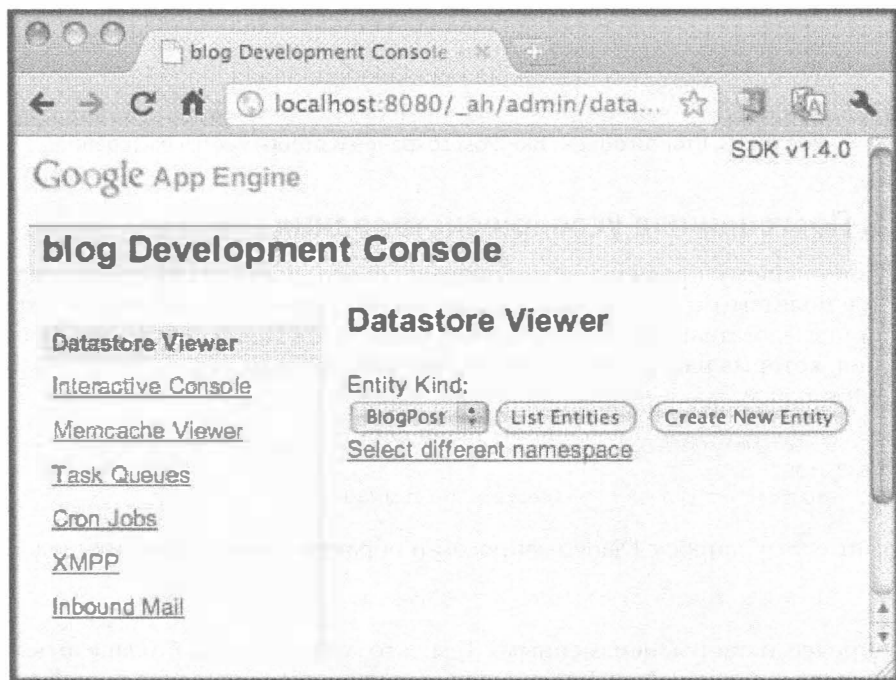 blog Development Console
localhost:8080/_ah/admin/data...
SDK v1.4.0
Google App Engine
blog Development Console
Datastore Viewer
Interactive Console
Memcache Viewer
Task Queues
Cron Jobs
XMPP
Inbound Mail
Datastore Viewer
Entity Kind:
BlogPost List Entities Create New Entity
Select different namespace